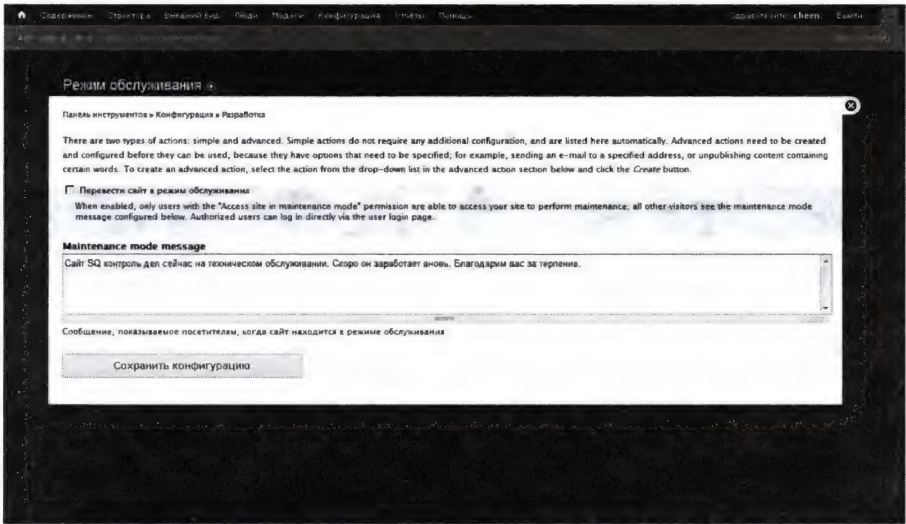 Содержимое Структура Внешний вид Люди Модули Конфигурация Отчёты Помощь Здравствуйте, chern Выйти
Режим обслуживания
Панель инструментов » Конфигурация » Разработка
There are two types of actions: simple and advanced. Simple actions do not require any additional configuration, and are listed here automatically. Advanced actions need to be created
and configured before they can be used, because they have options that need to be specified; for example, sending an e-mail to a specified address, or unpublishing content containing
certain words. To create an advanced action, select the action from the drop-down list in the advanced action section below and click the Create button.
Перевести сайт в режим обслуживания
When enabled, only users with the "Access site in maintenance mode" permission are able to access your site to perform maintenance; all other visitors see the maintenance mode
message configured below. Authorized users can log in directly via the user login page.
Maintenance mode message
Сайт SQ контроль дел сейчас на техническом обслуживании. Скоро он заработает вновь. Благодарим вас за терпение.
Сообщение, показываемое посетителям, когда сайт находится в режиме обслуживания
Сохранить конфигурацию